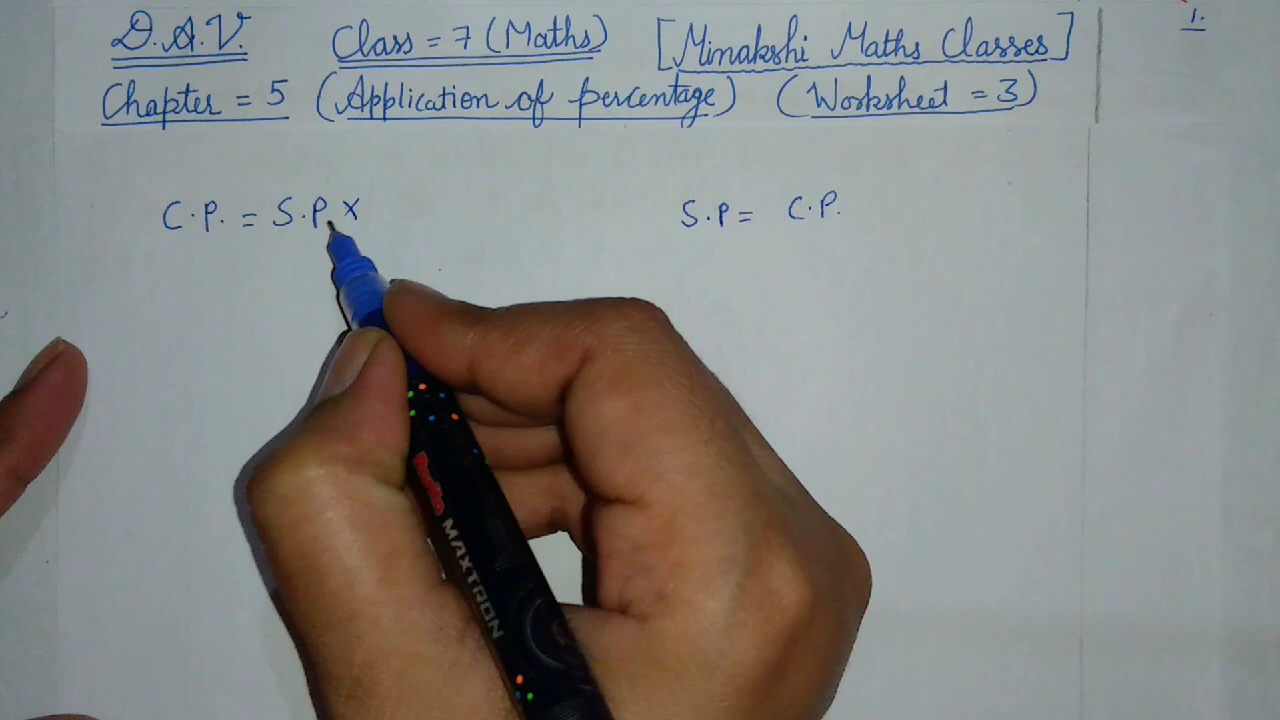 D.A.V. Class = 7 (Maths) [Minakshi Maths Classes] 1.
Chapter = 5 (Application of percentage) (Worksheet = 3)
C.P. = S.P x S.P = C.P.
MAXTRON